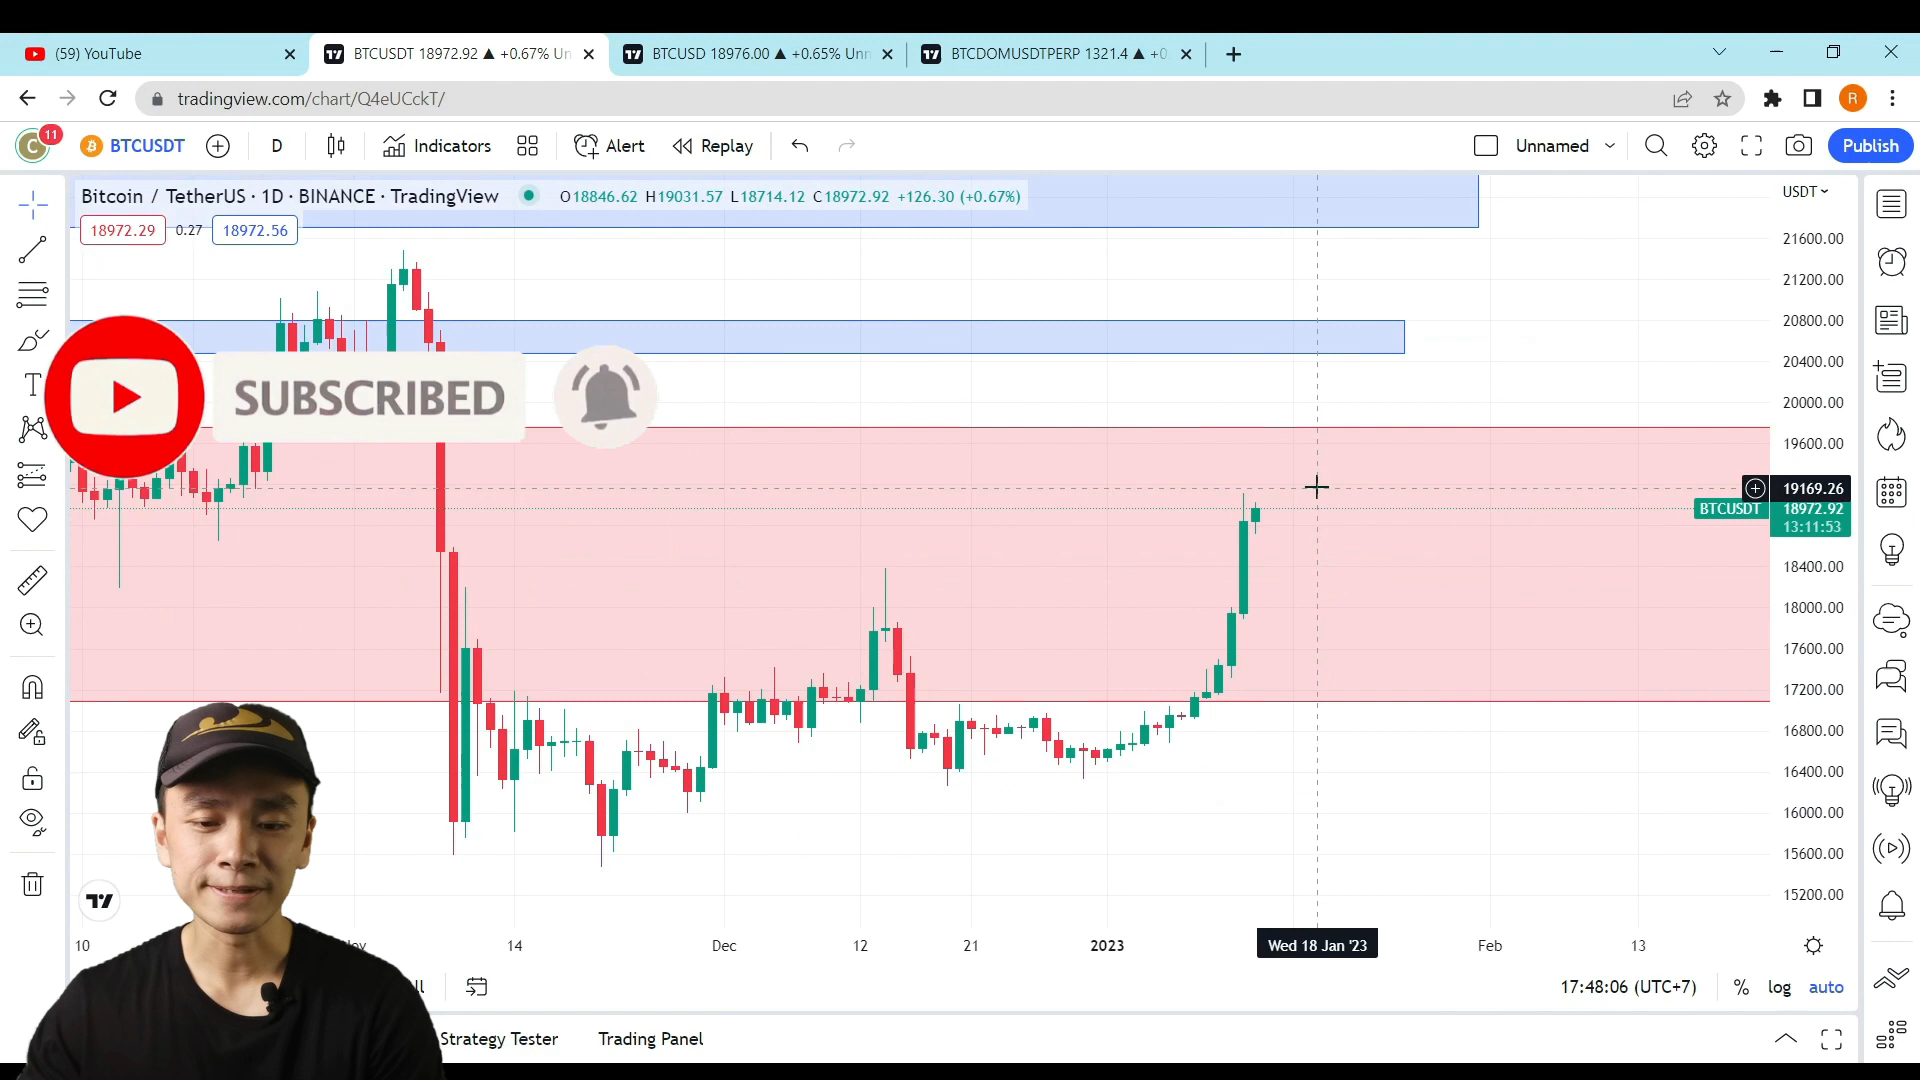 (59) YouTube
BTCUSDT 18972.92 ▲ +0.67% Un
BTCUSD 18976.00 ▲ +0.65% Unn
BTCDOMUSDTPERP 1321.4 ▲ +0
tradingview.com/chart/Q4eUCckT/
R
C
11
BTCUSDT
D
Indicators
Alert
Replay
Unnamed
Publish
Bitcoin / TetherUS · 1D · BINANCE · TradingView
O18846.62 H19031.57 L18714.12 C18972.92 +126.30 (+0.67%)
USDT
18972.29
0.27
18972.56
21600.00
21200.00
20800.00
20400.00
20000.00
19600.00
19169.26
BTCUSDT
18972.92
13:11:53
18400.00
18000.00
17600.00
17200.00
16800.00
16400.00
16000.00
15600.00
15200.00
SUBSCRIBED
10
14
Dec
12
21
2023
Wed 18 Jan '23
Feb
13
17:48:06 (UTC+7)
%
log
auto
Strategy Tester
Trading Panel